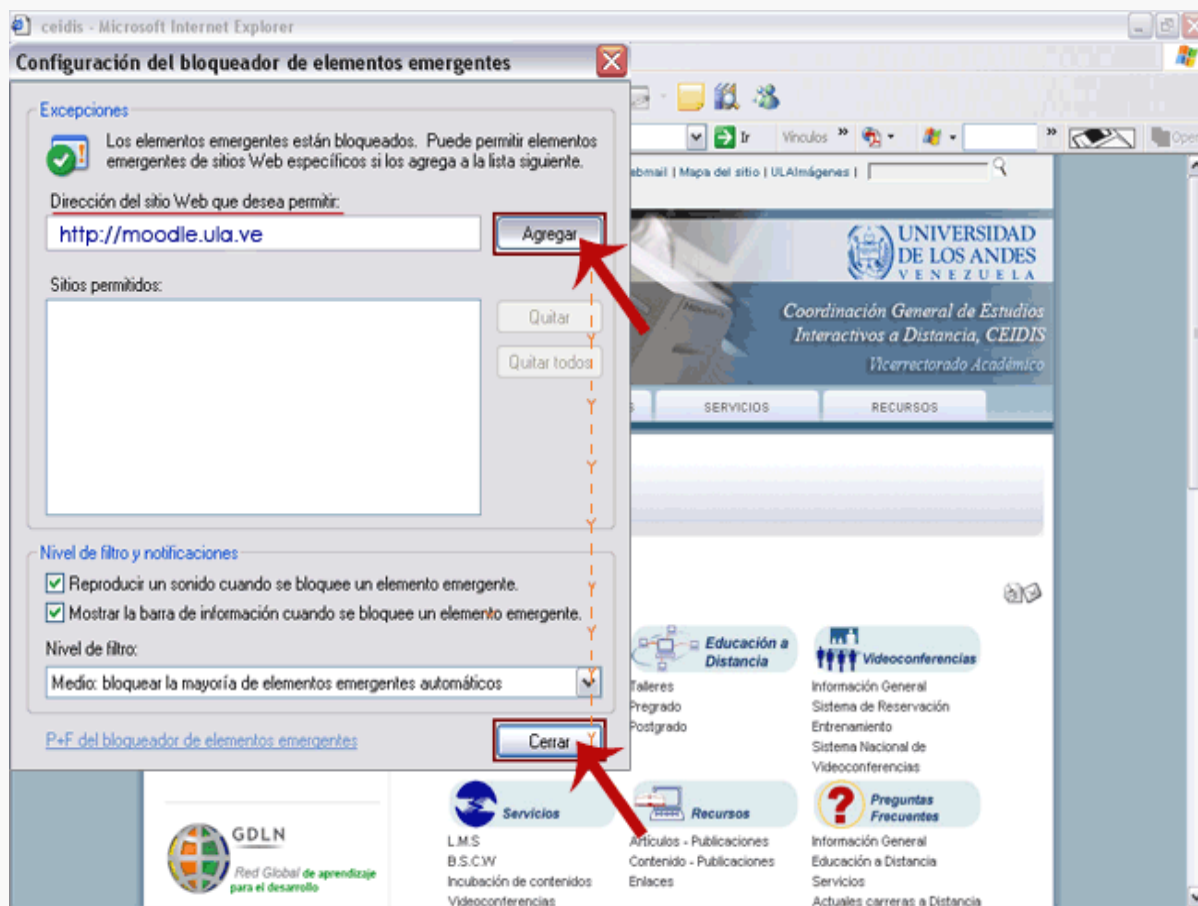 ceidis - Microsoft Internet Explorer
Configuración del bloqueador de elementos emergentes
Excepciones
Los elementos emergentes están bloqueados. Puede permitir elementos
emergentes de sitios Web específicos si los agrega a la lista siguiente.
Dirección del sitio Web que desea permitir:
http://moodle.ula.ve
Agregar
Sitios permitidos:
Quitar
Quitar todos
Nivel de filtro y notificaciones
Reproducir un sonido cuando se bloquee un elemento emergente.
Mostrar la barra de información cuando se bloquee un elemento emergente.
Nivel de filtro:
Medio: bloquear la mayoría de elementos emergentes automáticos
P+F del bloqueador de elementos emergentes
Cerrar
Ir
Vínculos
| Mapa del sitio | ULAImágenes |
UNIVERSIDAD
DE LOS ANDES
VENEZUELA
Coordinación General de Estudios
Interactivos a Distancia, CEIDIS
Vicerrectorado Académico
SERVICIOS
RECURSOS
Educación a
Distancia
Talleres
Pregrado
Postgrado
Videoconferencias
Información General
Sistema de Reservación
Entrenamiento
Sistema Nacional de
Videoconferencias
GDLN
Red Global de aprendizaje
para el desarrollo
Servicios
L.M.S
B.S.C.W
Incubación de contenidos
Videoconferencias
Recursos
Artículos - Publicaciones
Contenido - Publicaciones
Enlaces
Preguntas
Frecuentes
Información General
Educación a Distancia
Servicios
Actuales carreras a Distancia